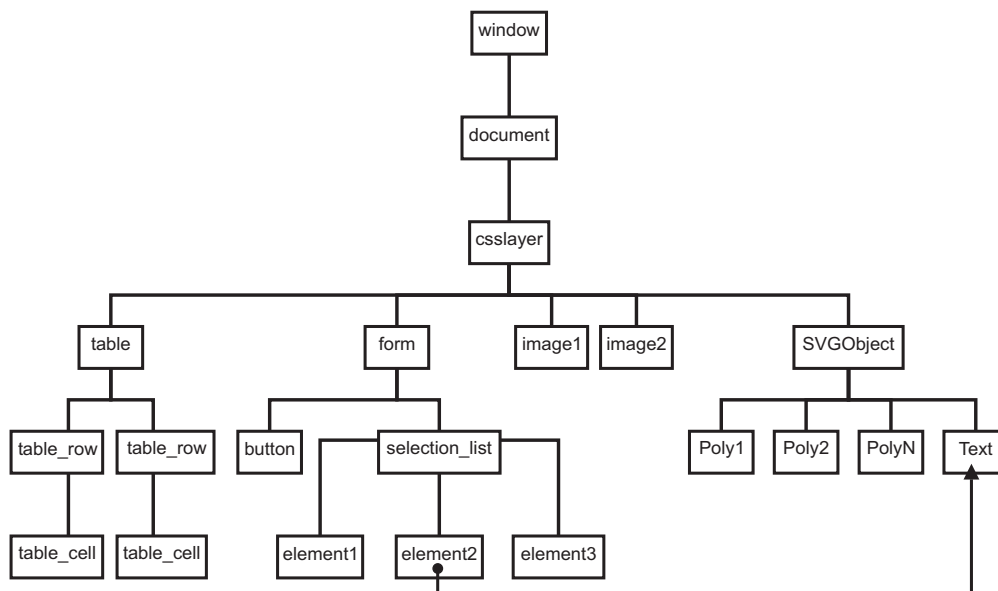 window
document
csslayer
table
form
image1
image2
SVGObject
table_row
table_row
button
selection_list
Poly1
Poly2
PolyN
Text
table_cell
table_cell
element1
element2
element3